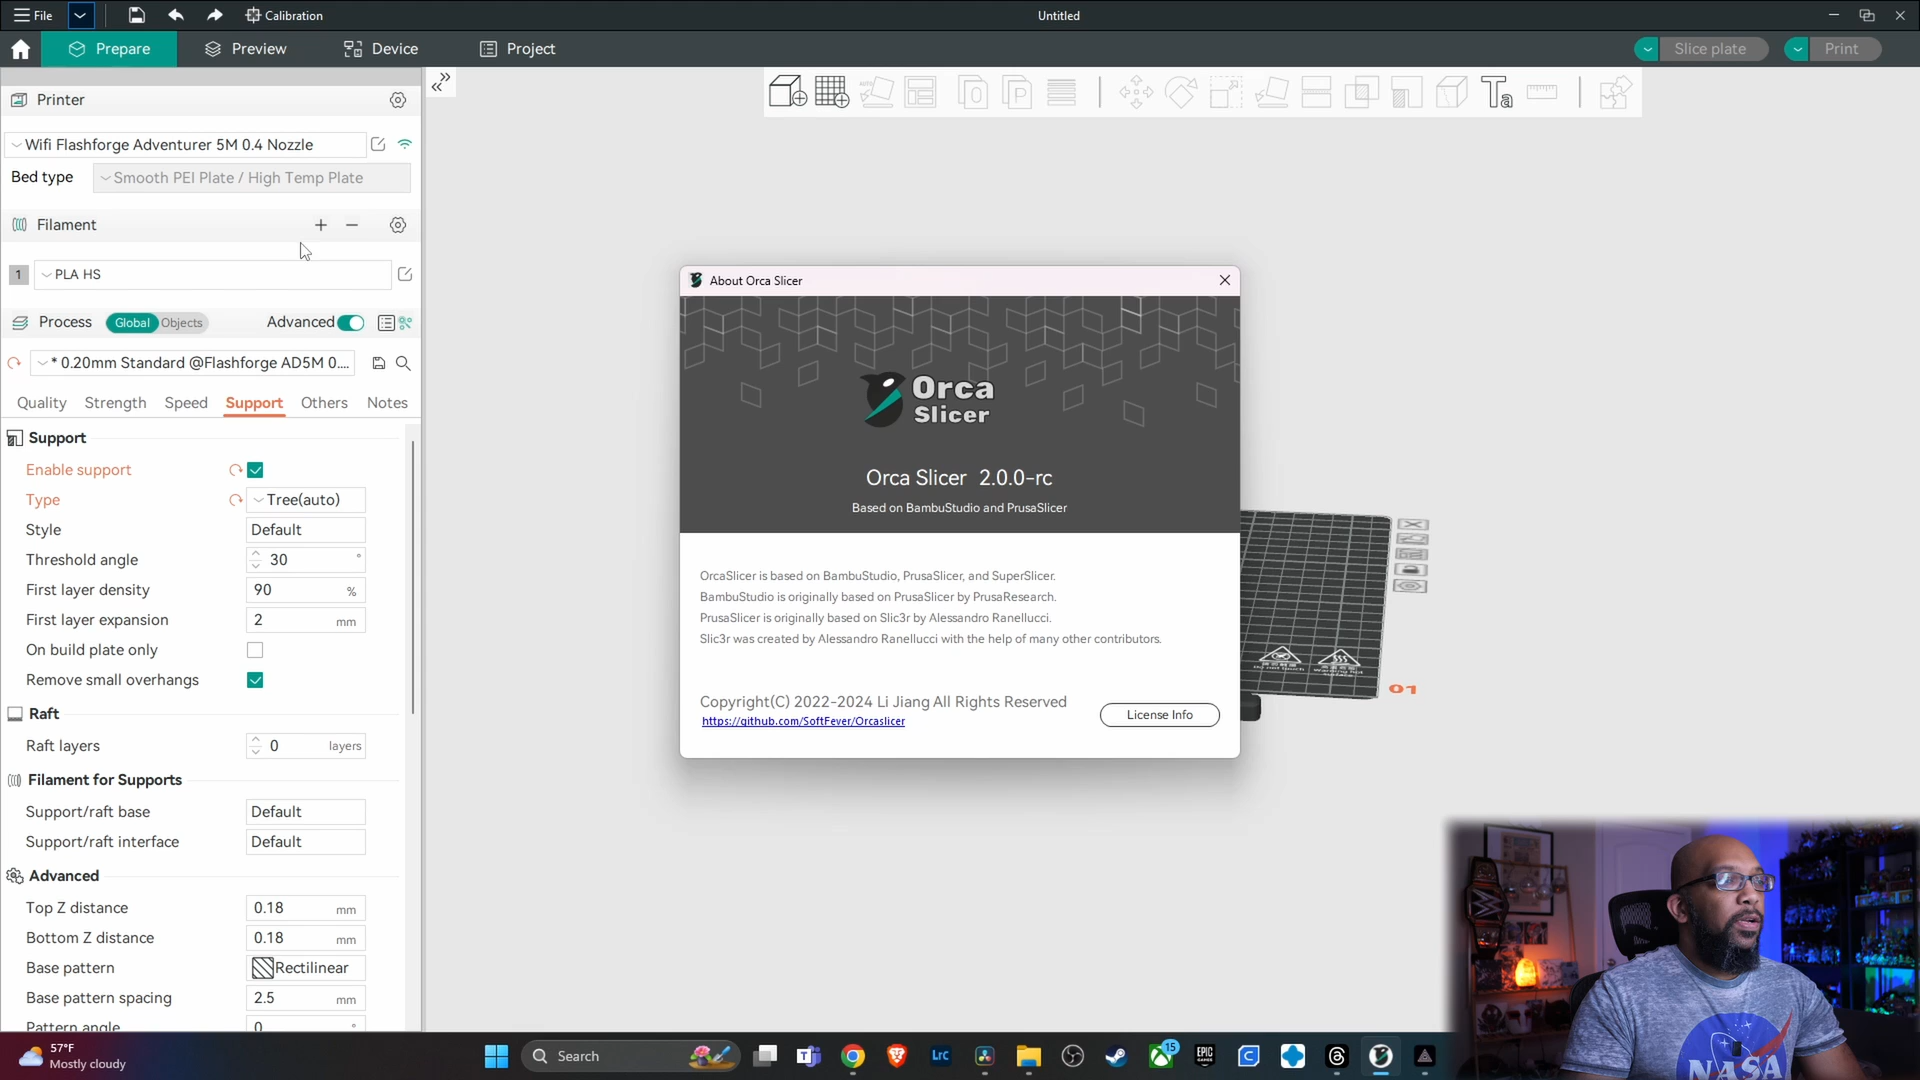 File
Calibration
Untitled
Prepare
Preview
Device
Project
Slice plate
Print
Printer
Wifi Flashforge Adventurer 5M 0.4 Nozzle
Bed type
Smooth PEI Plate / High Temp Plate
Filament
1
PLA HS
Process
Global
Objects
Advanced
* 0.20mm Standard @Flashforge AD5M 0....
Quality
Strength
Speed
Support
Others
Notes
Support
Enable support
Type
Tree(auto)
Style
Default
Threshold angle
30 °
First layer density
90 %
First layer expansion
2 mm
On build plate only
Remove small overhangs
Raft
Raft layers
0 layers
Filament for Supports
Support/raft base
Default
Support/raft interface
Default
Advanced
Top Z distance
0.18 mm
Bottom Z distance
0.18 mm
Base pattern
Rectilinear
Base pattern spacing
2.5 mm
Pattern angle
0 °
About Orca Slicer
Orca
Slicer
Orca Slicer 2.0.0-rc
Based on BambuStudio and PrusaSlicer
OrcaSlicer is based on BambuStudio, PrusaSlicer, and SuperSlicer.
BambuStudio is originally based on PrusaSlicer by PrusaResearch.
PrusaSlicer is originally based on Slic3r by Alessandro Ranellucci.
Slic3r was created by Alessandro Ranellucci with the help of many other contributors.
Copyright(C) 2022-2024 Li Jiang All Rights Reserved
https://github.com/SoftFever/Orcaslicer
License Info
01
NASA
57°F
Mostly cloudy
Search
Lrc
15
EPIC